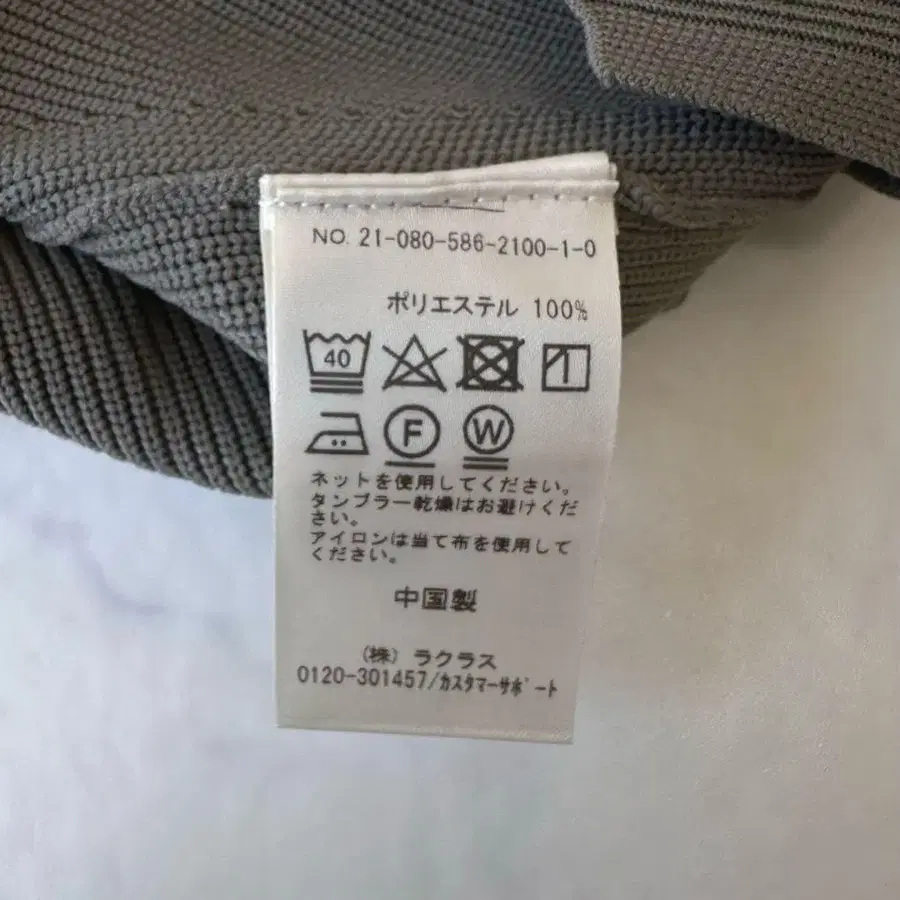 NO. 21-080-586-2100-1-0
ポリエステル 100%
40
F W
ネットを使用してください。
タンブラー乾燥はお避けくだ
さい。
アイロンは当て布を使用して
ください。
中国製
(株) ラクラス
0120-301457/カスタマーサポート